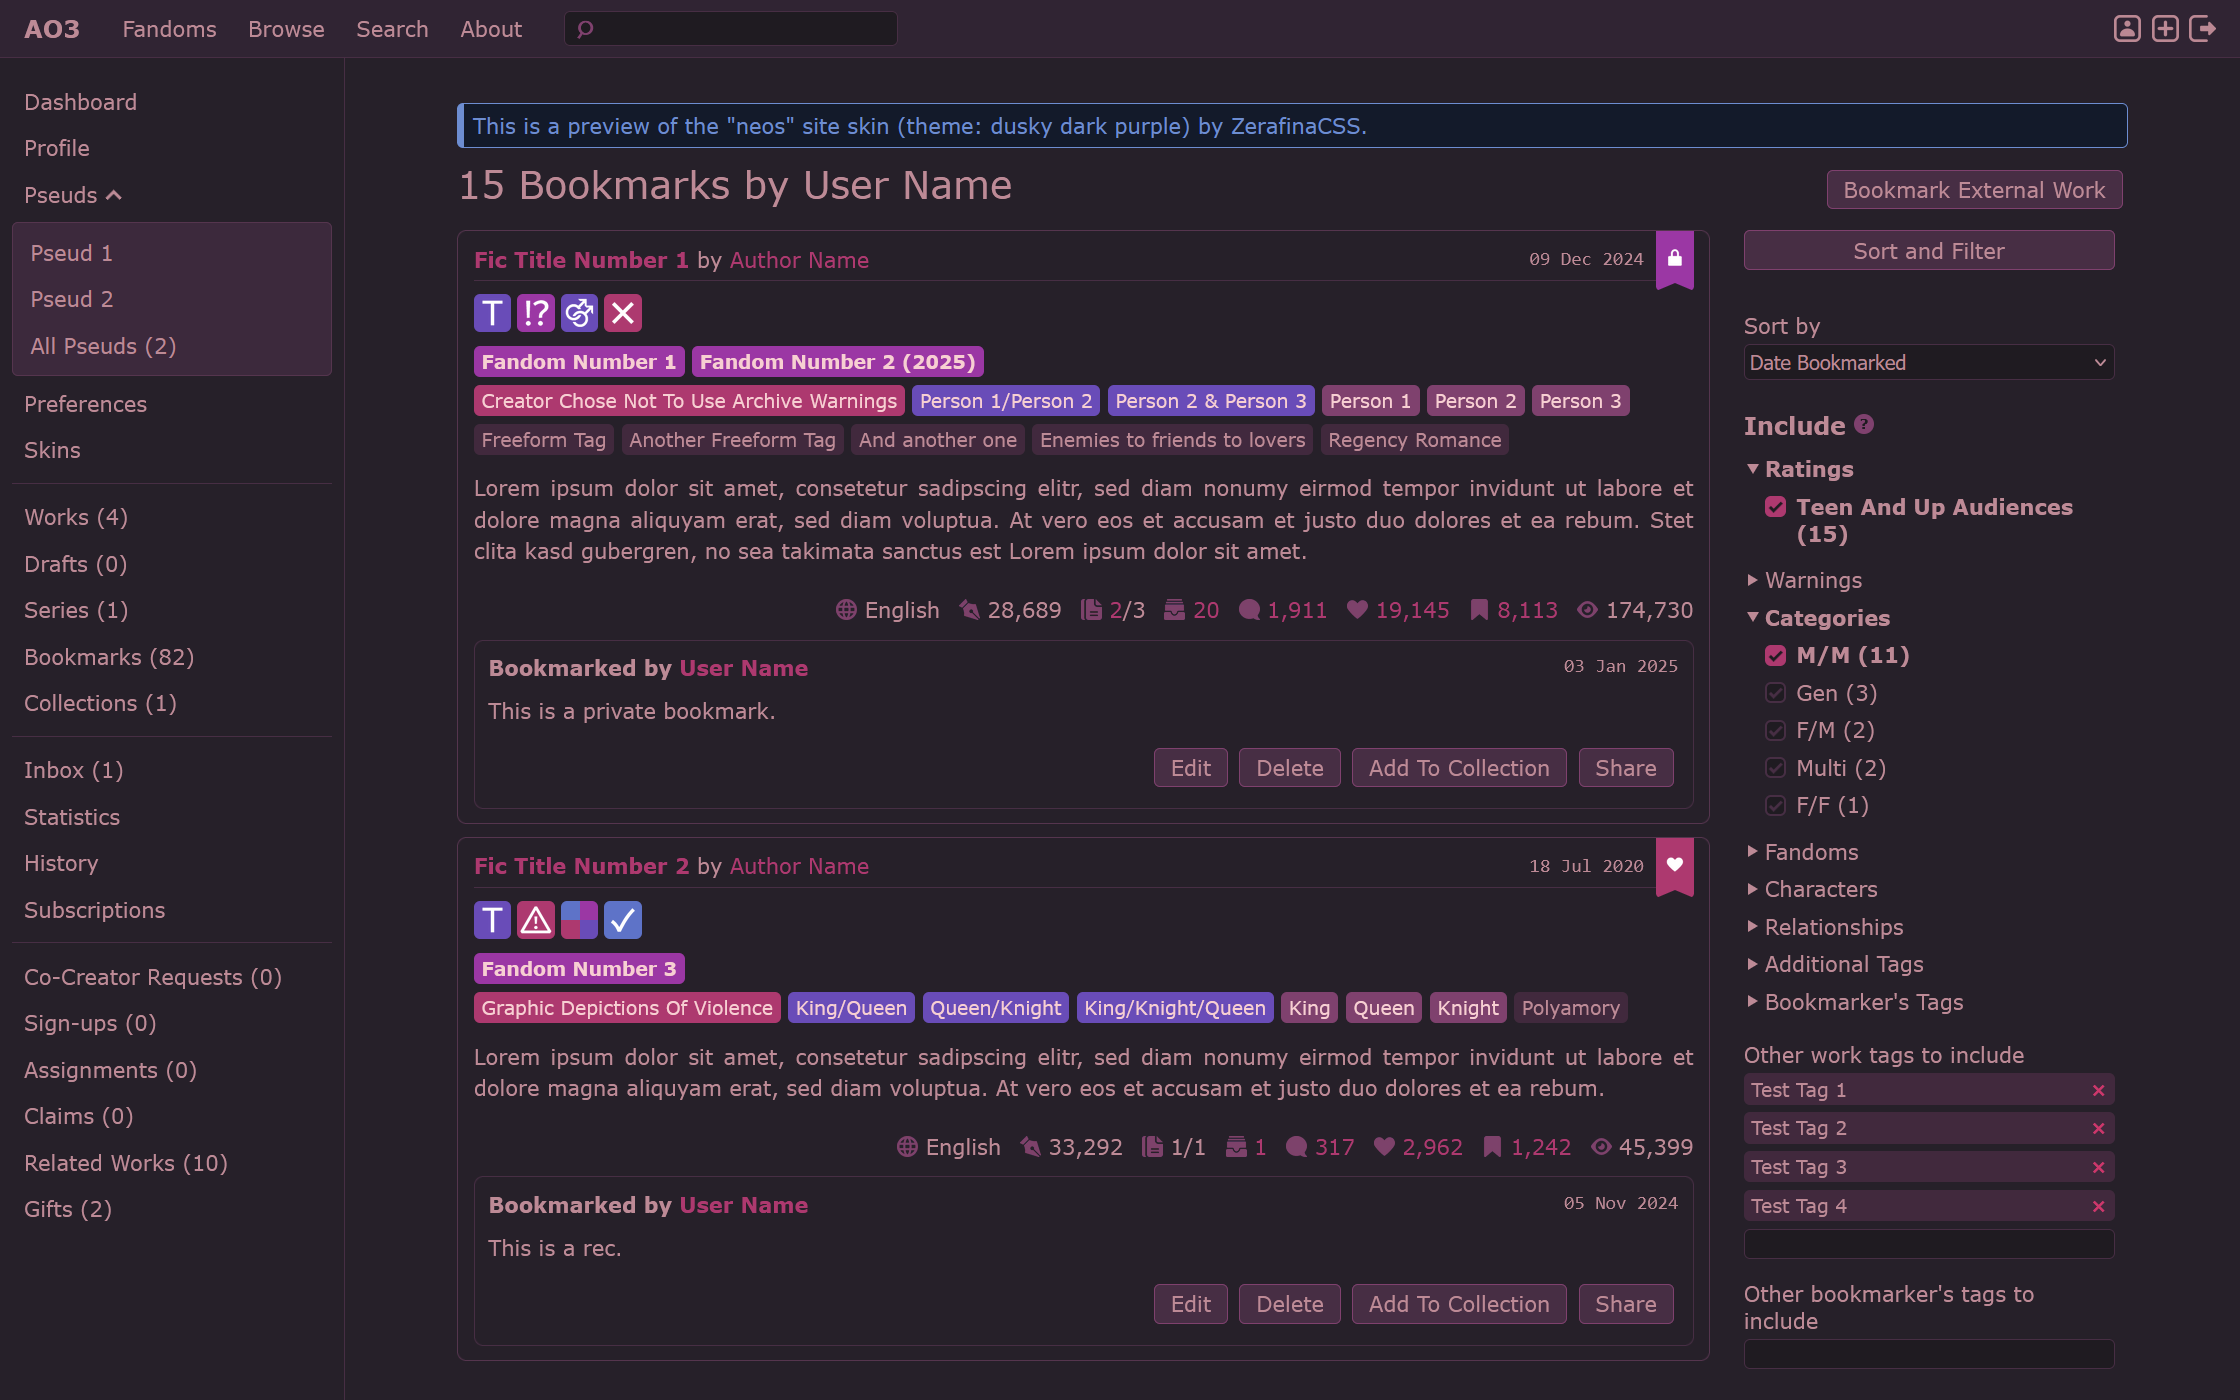 AO3 Fandoms Browse Search About
Dashboard
Profile
Pseuds
Pseud 1
Pseud 2
All Pseuds (2)
Preferences
Skins
Works (4)
Drafts (0)
Series (1)
Bookmarks (82)
Collections (1)
Inbox (1)
Statistics
History
Subscriptions
Co-Creator Requests (0)
Sign-ups (0)
Assignments (0)
Claims (0)
Related Works (10)
Gifts (2)
This is a preview of the "neos" site skin (theme: dusky dark purple) by ZerafinaCSS.
15 Bookmarks by User Name
Bookmark External Work
Fic Title Number 1 by Author Name 09 Dec 2024
T !?
Fandom Number 1 Fandom Number 2 (2025)
Creator Chose Not To Use Archive Warnings Person 1/Person 2 Person 2 & Person 3 Person 1 Person 2 Person 3
Freeform Tag Another Freeform Tag And another one Enemies to friends to lovers Regency Romance
Lorem ipsum dolor sit amet, consetetur sadipscing elitr, sed diam nonumy eirmod tempor invidunt ut labore et
dolore magna aliquyam erat, sed diam voluptua. At vero eos et accusam et justo duo dolores et ea rebum. Stet
clita kasd gubergren, no sea takimata sanctus est Lorem ipsum dolor sit amet.
English 28,689 2/3 20 1,911 19,145 8,113 174,730
Bookmarked by User Name 03 Jan 2025
This is a private bookmark.
Edit Delete Add To Collection Share
Fic Title Number 2 by Author Name 18 Jul 2020
T
Fandom Number 3
Graphic Depictions Of Violence King/Queen Queen/Knight King/Knight/Queen King Queen Knight Polyamory
Lorem ipsum dolor sit amet, consetetur sadipscing elitr, sed diam nonumy eirmod tempor invidunt ut labore et
dolore magna aliquyam erat, sed diam voluptua. At vero eos et accusam et justo duo dolores et ea rebum.
English 33,292 1/1 1 317 2,962 1,242 45,399
Bookmarked by User Name 05 Nov 2024
This is a rec.
Edit Delete Add To Collection Share
Sort and Filter
Sort by
Date Bookmarked
Include ?
Ratings
Teen And Up Audiences
(15)
Warnings
Categories
M/M (11)
Gen (3)
F/M (2)
Multi (2)
F/F (1)
Fandoms
Characters
Relationships
Additional Tags
Bookmarker's Tags
Other work tags to include
Test Tag 1
Test Tag 2
Test Tag 3
Test Tag 4
Other bookmarker's tags to
include